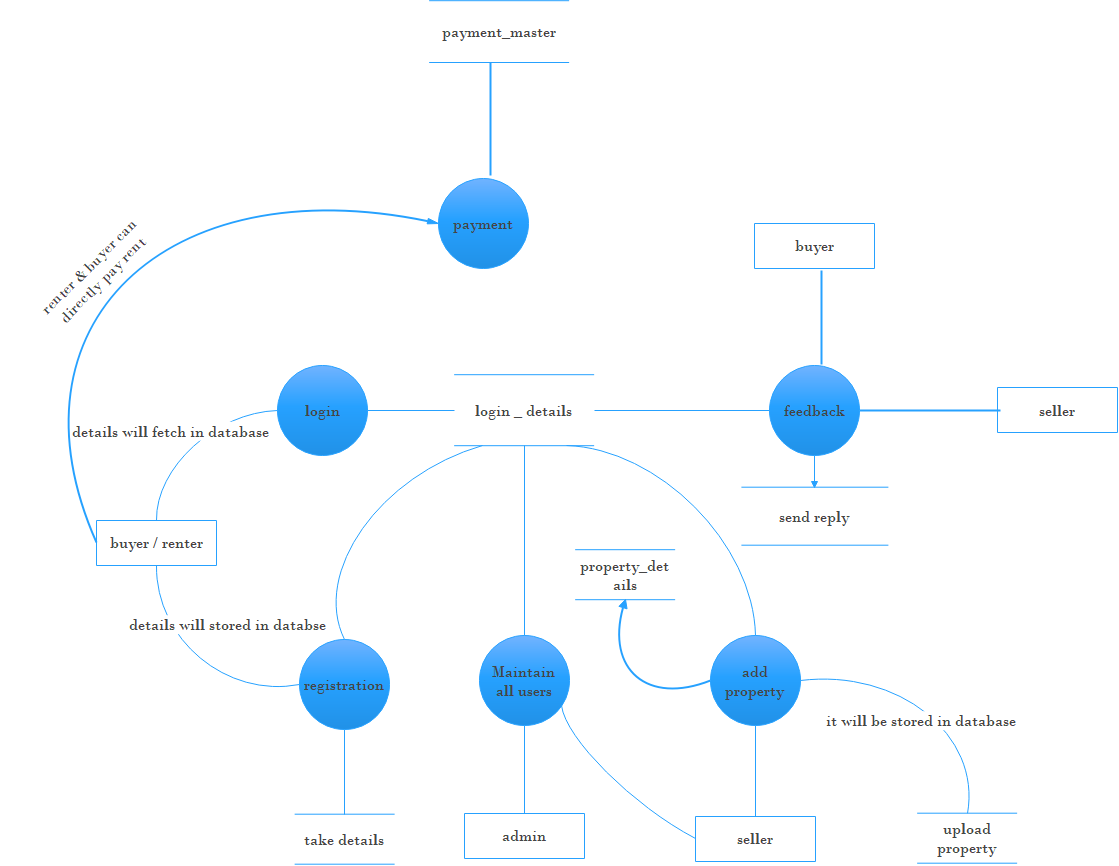 payment_master
payment
renter & buyer can
directly pay rent
buyer
login
login _ details
feedback
seller
details will fetch in database
send reply
buyer / renter
property_det
ails
details will stored in databse
registration
Maintain
all users
add
property
it will be stored in database
take details
admin
seller
upload
property